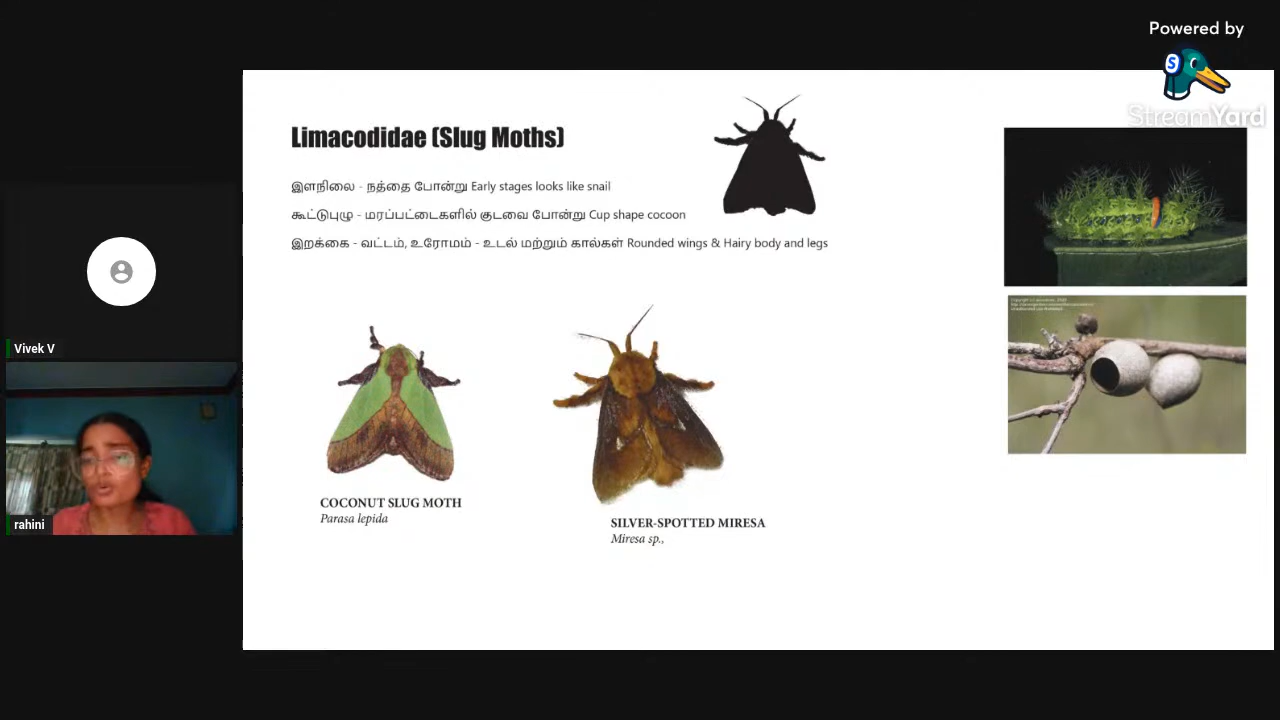 Powered by
StreamYard
Limacodidae (Slug Moths)
இளநிலை - நத்தை போன்று Early stages looks like snail
கூட்டுபுழு - மரப்பட்டைகளில் குடவை போன்று Cup shape cocoon
இறக்கை - வட்டம், உரோமம் - உடல் மற்றும் கால்கள் Rounded wings & Hairy body and legs
Vivek V
rahini
COCONUT SLUG MOTH
Parasa lepida
SILVER-SPOTTED MIRESA
Miresa sp.,